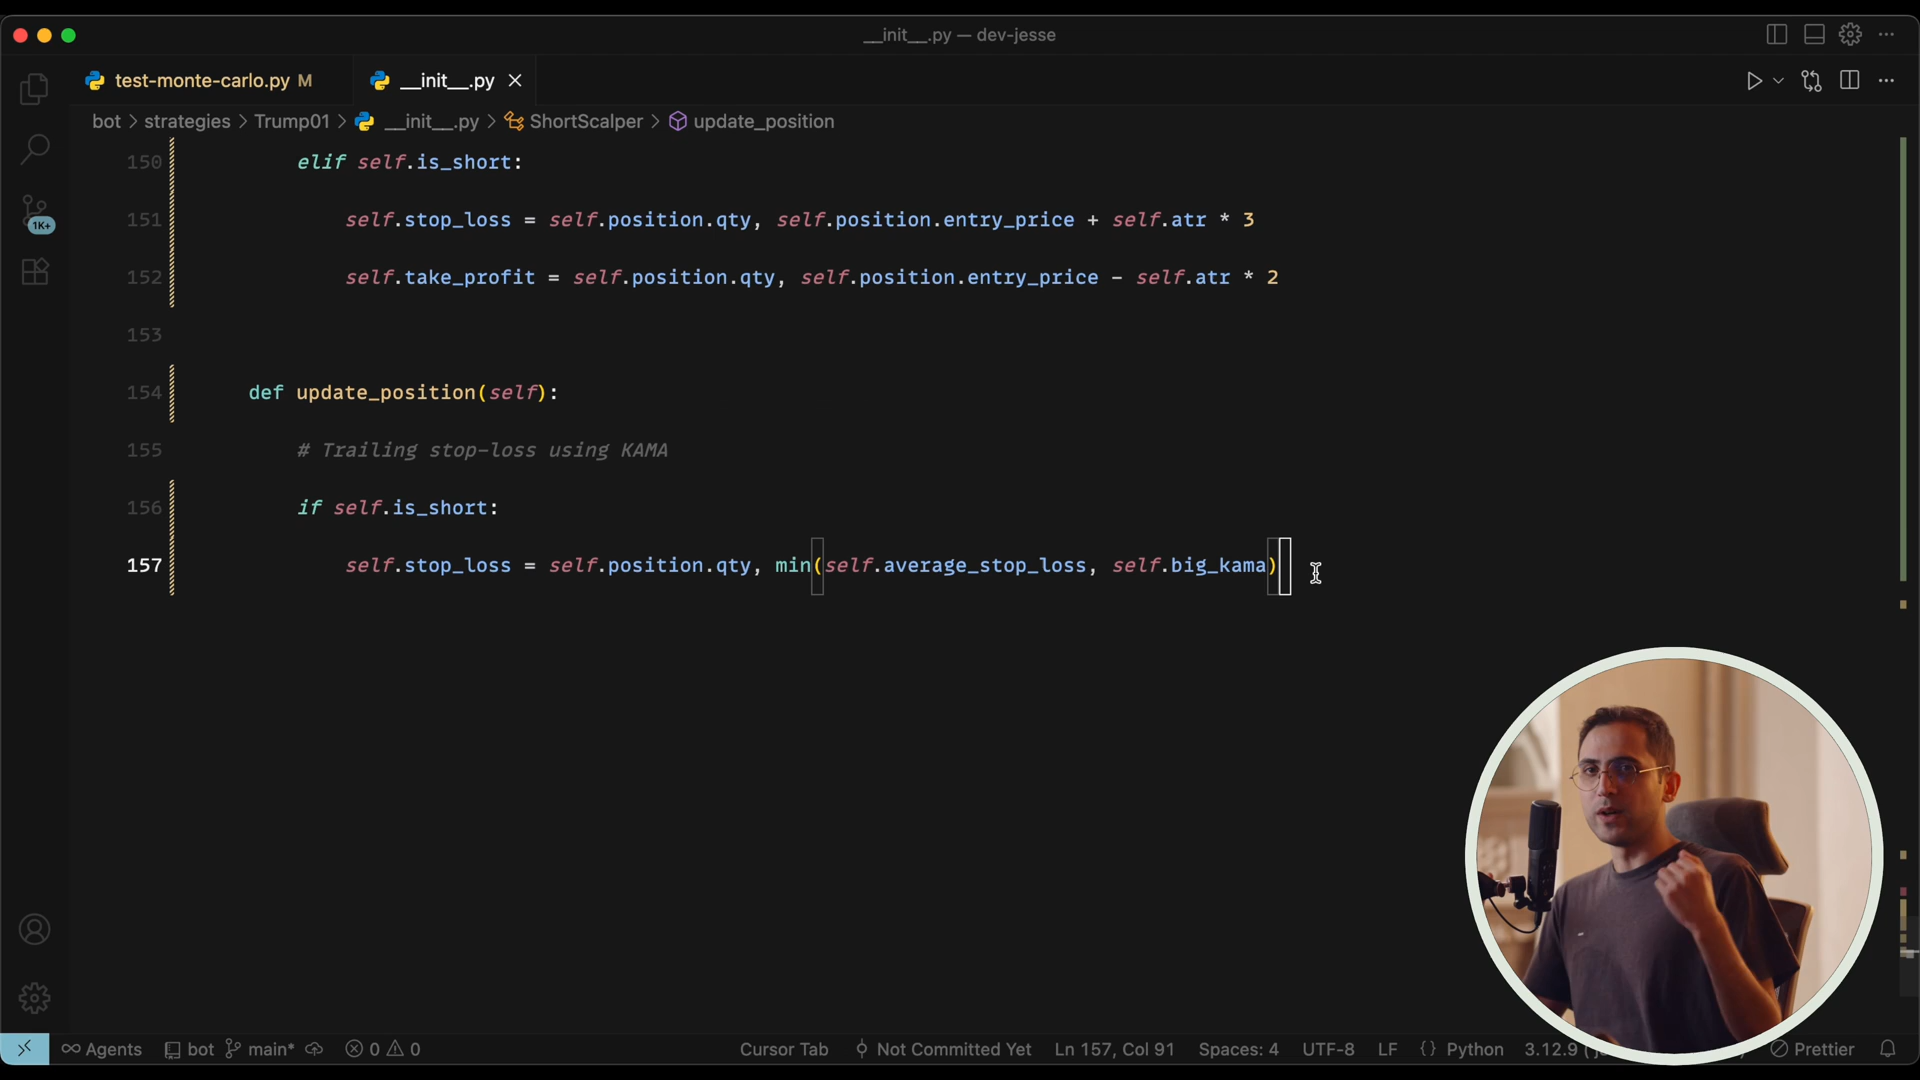 __init__.py — dev-jesse
test-monte-carlo.py M
__init__.py
bot > strategies > Trump01 > __init__.py > ShortScalper > update_position
150 elif self.is_short:
151 self.stop_loss = self.position.qty, self.position.entry_price + self.atr * 3
152 self.take_profit = self.position.qty, self.position.entry_price - self.atr * 2
153
154 def update_position(self):
155 # Trailing stop-loss using KAMA
156 if self.is_short:
157 self.stop_loss = self.position.qty, min(self.average_stop_loss, self.big_kama)
1K+
Agents bot main* 0 0 Cursor Tab Not Committed Yet Ln 157, Col 91 Spaces: 4 UTF-8 LF {} Python 3.12.9 Prettier